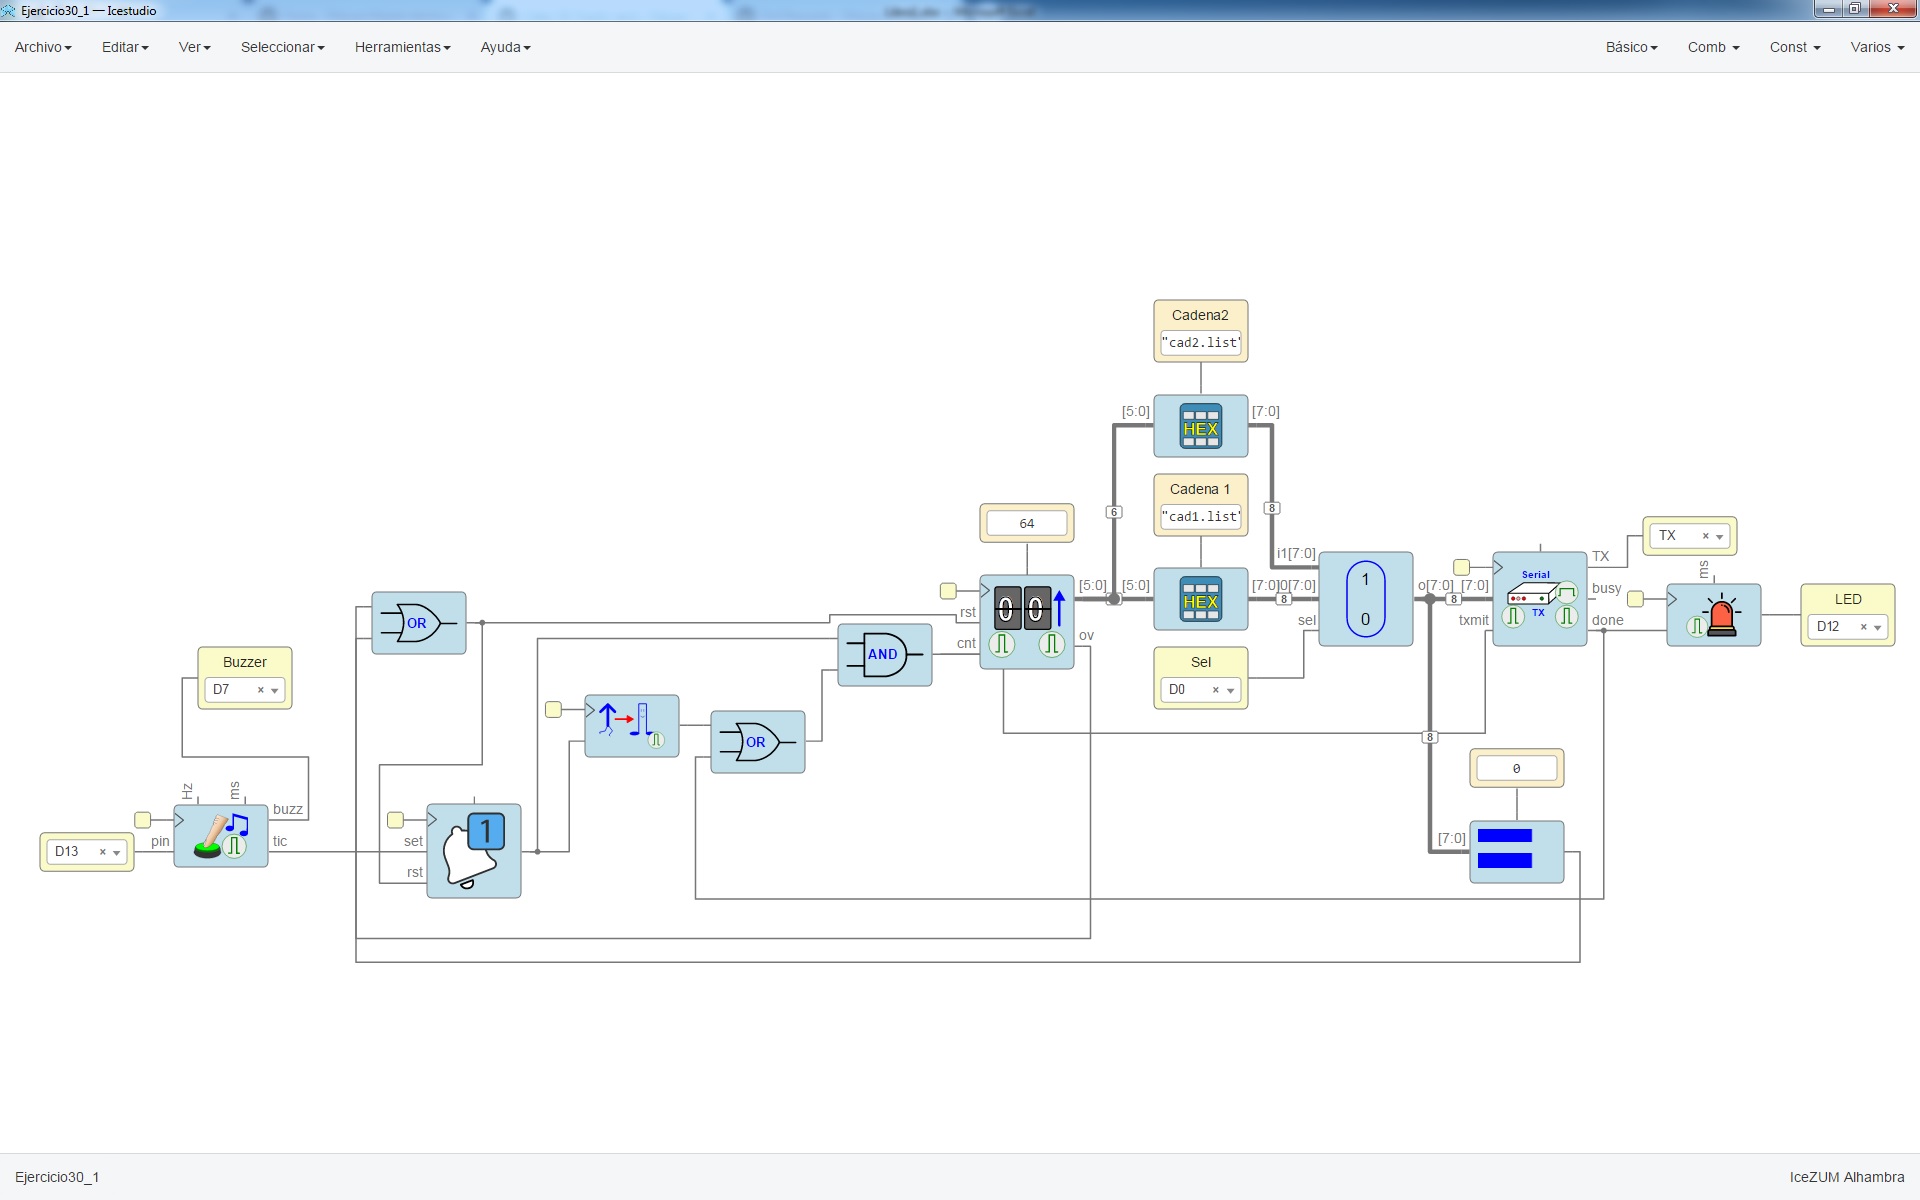 Ejercicio30_1 — Icestudio
Archivo Editar Ver Seleccionar Herramientas Ayuda Básico Comb Const Varios
Cadena2
"cad2.list"
[5:0] [7:0]
HEX
Cadena 1
"cad1.list"
64
6
8
i1[7:0]
TX
TX
ms
1
0
Serial
TX
[5:0] [5:0]
HEX
[7:0]
0[7:0]
8
o[7:0] [7:0]
8
busy
LED
D12
00
rst
OR
sel
txmit
done
ov
cnt
AND
Buzzer
D7
Sel
D0
OR
8
0
Hz
ms
buzz
1
[7:0]
D13
pin
tic
set
rst
Ejercicio30_1
IceZUM Alhambra